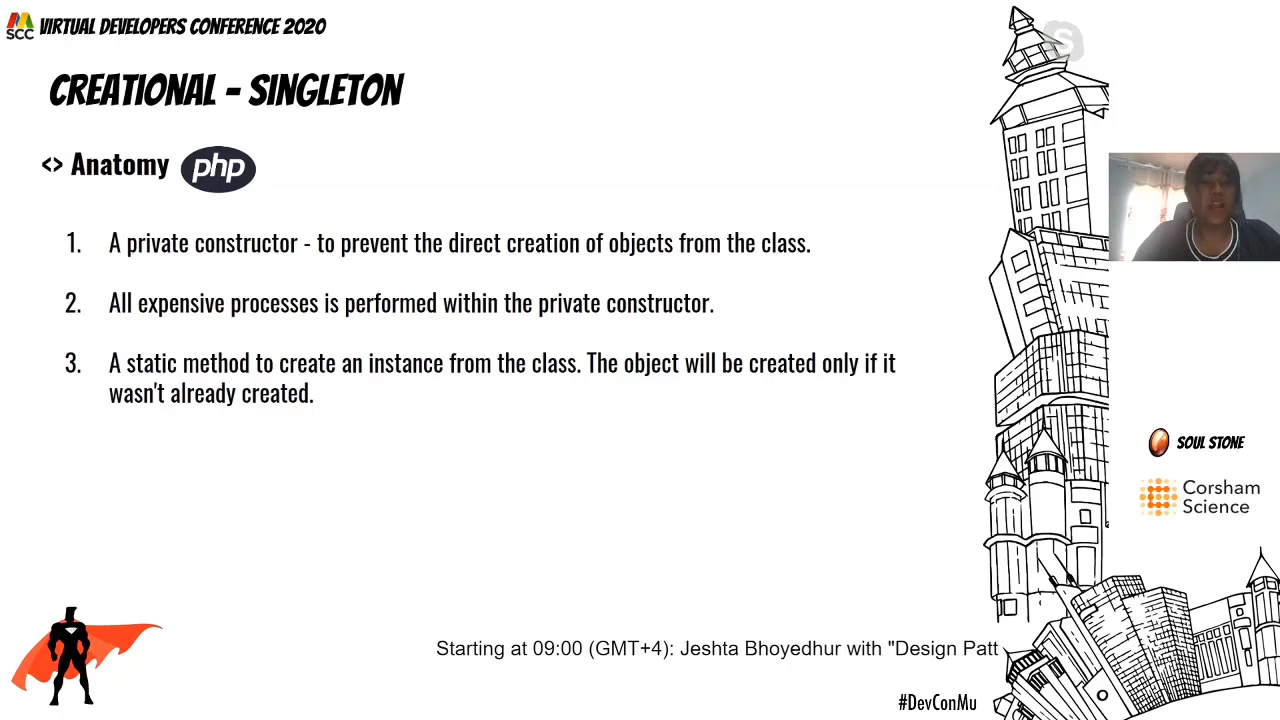 SCC VIRTUAL DEVELOPERS CONFERENCE 2020
CREATIONAL - SINGLETON
<> Anatomy php
1. A private constructor - to prevent the direct creation of objects from the class.
2. All expensive processes is performed within the private constructor.
3. A static method to create an instance from the class. The object will be created only if it
wasn't already created.
S
SOUL STONE
Corsham
Science
Starting at 09:00 (GMT+4): Jeshta Bhoyedhur with "Design Patt
#DevConMu